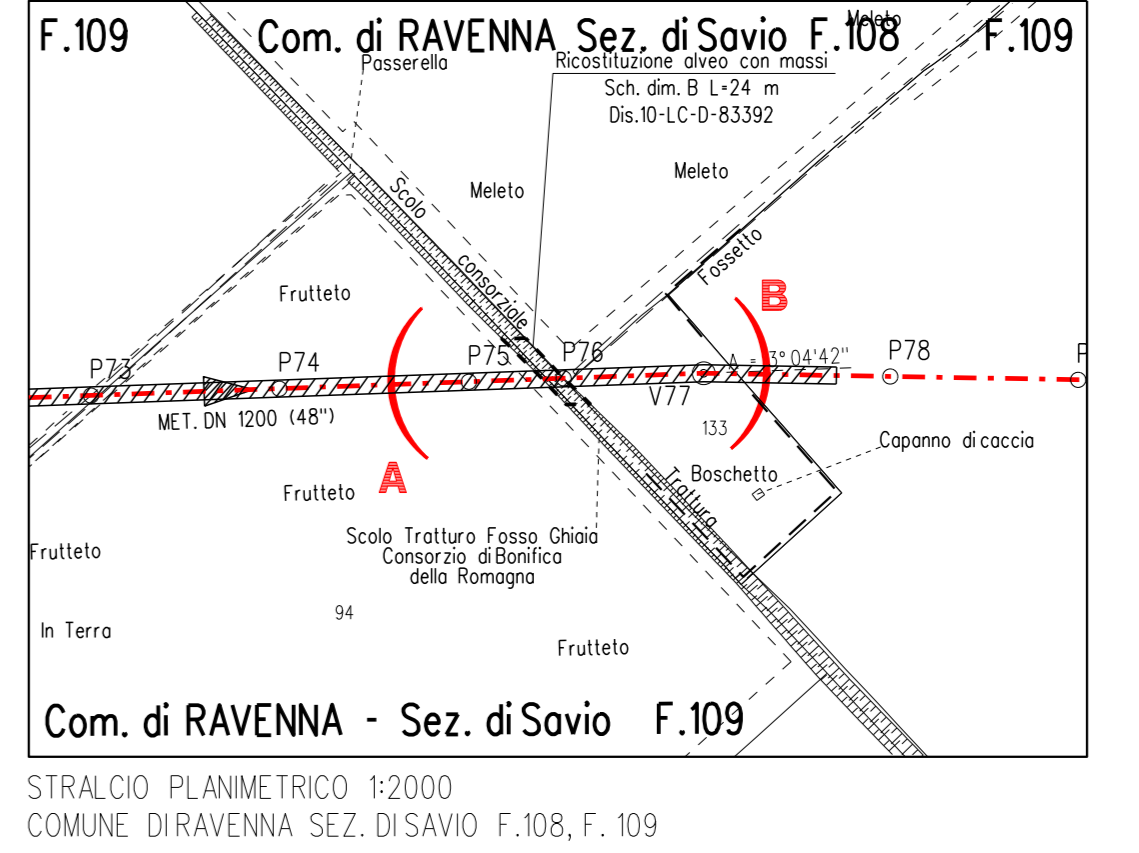 F.109
Com. di RAVENNA Sez. di Savio F.108
Meleto
F.109
Passerella
Ricostituzione alveo con massi
Sch. dim. B L=24 m
Dis.10-LC-D-83392
Meleto
Meleto
Scolo
consorziale
Fossetto
B
Frutteto
P73
P74
P75
P76
A = 3°04'42"
P78
P
MET. DN 1200 (48")
V77
133
Capanno di caccia
A
Frutteto
Boschetto
Trattura
Scolo Tratturo Fosso Ghiaia
Consorzio di Bonifica
della Romagna
Frutteto
94
In Terra
Frutteto
Com. di RAVENNA - Sez. di Savio F.109
STRALCIO PLANIMETRICO 1:2000
COMUNE DI RAVENNA SEZ. DI SAVIO F.108, F. 109